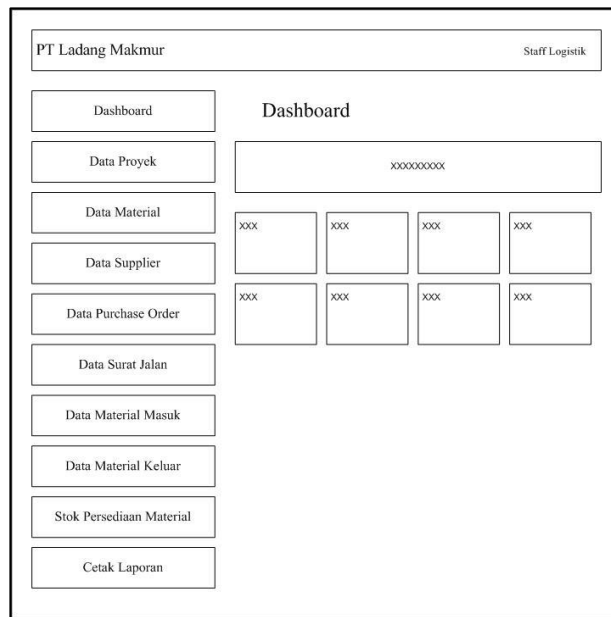 PT Ladang Makmur
Staff Logistik
Dashboard
Data Proyek
Data Material
Data Supplier
Data Purchase Order
Data Surat Jalan
Data Material Masuk
Data Material Keluar
Stok Persediaan Material
Cetak Laporan
Dashboard
XXXXXXXXX
XXX XXX XXX XXX
XXX XXX XXX XXX